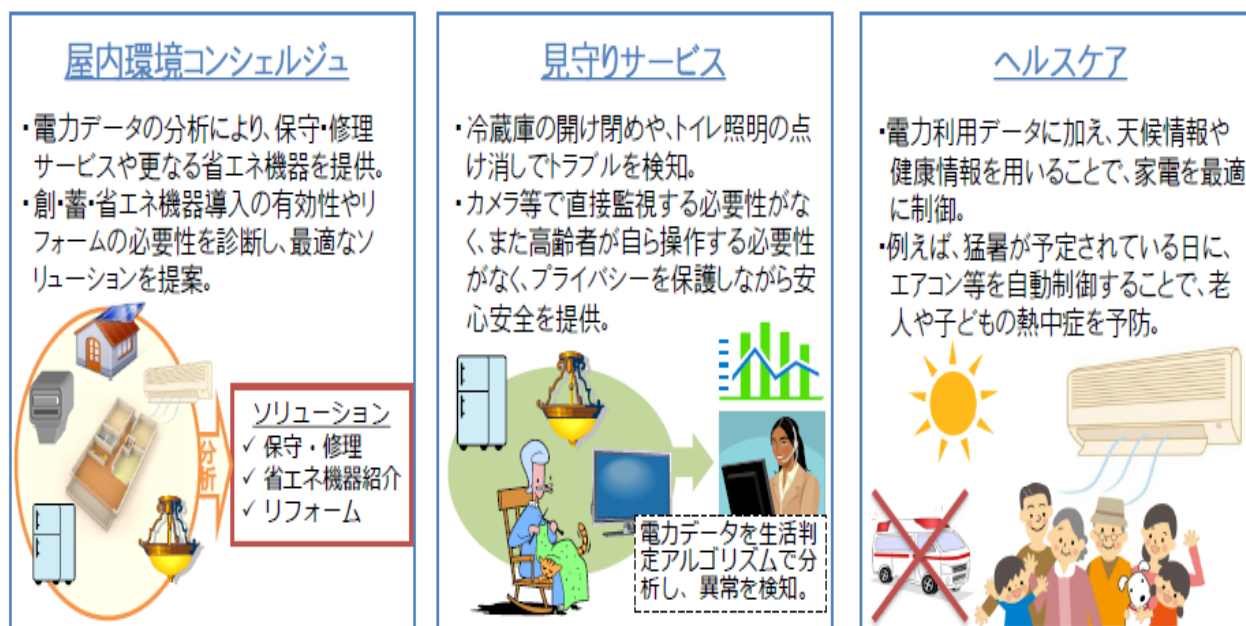 屋内環境コンシェルジュ
・電力データの分析により、保守・修理
サービスや更なる省エネ機器を提供。
・創・蓄・省エネ機器導入の有効性やリ
フォームの必要性を診断し、最適なソ
リューションを提案。
分析
ソリューション
✓ 保守・修理
✓ 省エネ機器紹介
✓ リフォーム
見守りサービス
・冷蔵庫の開け閉めや、トイレ照明の点
け消しでトラブルを検知。
・カメラ等で直接監視する必要性がな
く、また高齢者が自ら操作する必要性
がなく、プライバシーを保護しながら安
心安全を提供。
電力データを生活判
定アルゴリズムで分
析し、異常を検知。
ヘルスケア
・電力利用データに加え、天候情報や
健康情報を用いることで、家電を最適
に制御。
・例えば、猛暑が予定されている日に、
エアコン等を自動制御することで、老
人や子どもの熱中症を予防。